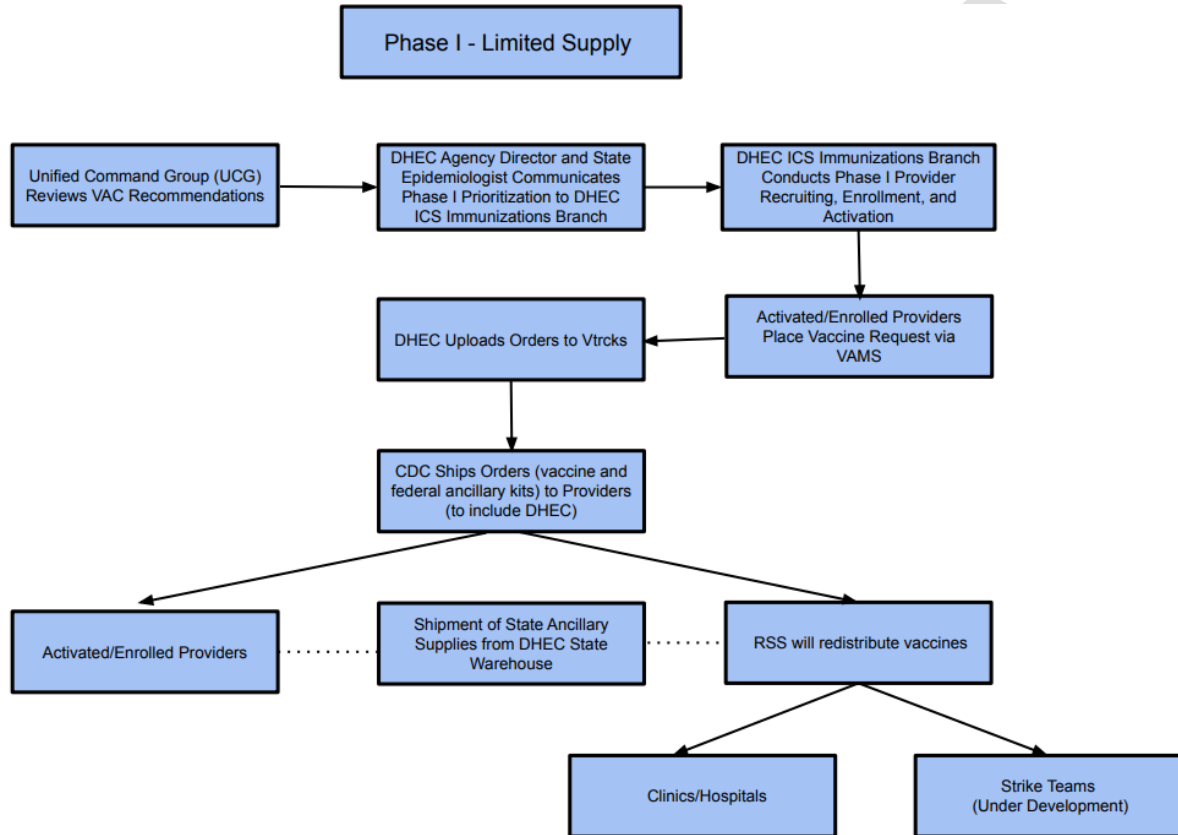 Phase I - Limited Supply
Unified Command Group (UCG)
Reviews VAC Recommendations
DHEC Agency Director and State
Epidemiologist Communicates
Phase I Prioritization to DHEC
ICS Immunizations Branch
DHEC ICS Immunizations Branch
Conducts Phase I Provider
Recruiting, Enrollment, and
Activation
DHEC Uploads Orders to Vtrcks
Activated/Enrolled Providers
Place Vaccine Request via
VAMS
CDC Ships Orders (vaccine and
federal ancillary kits) to Providers
(to include DHEC)
Activated/Enrolled Providers
Shipment of State Ancillary
Supplies from DHEC State
Warehouse
RSS will redistribute vaccines
Clinics/Hospitals
Strike Teams
(Under Development)